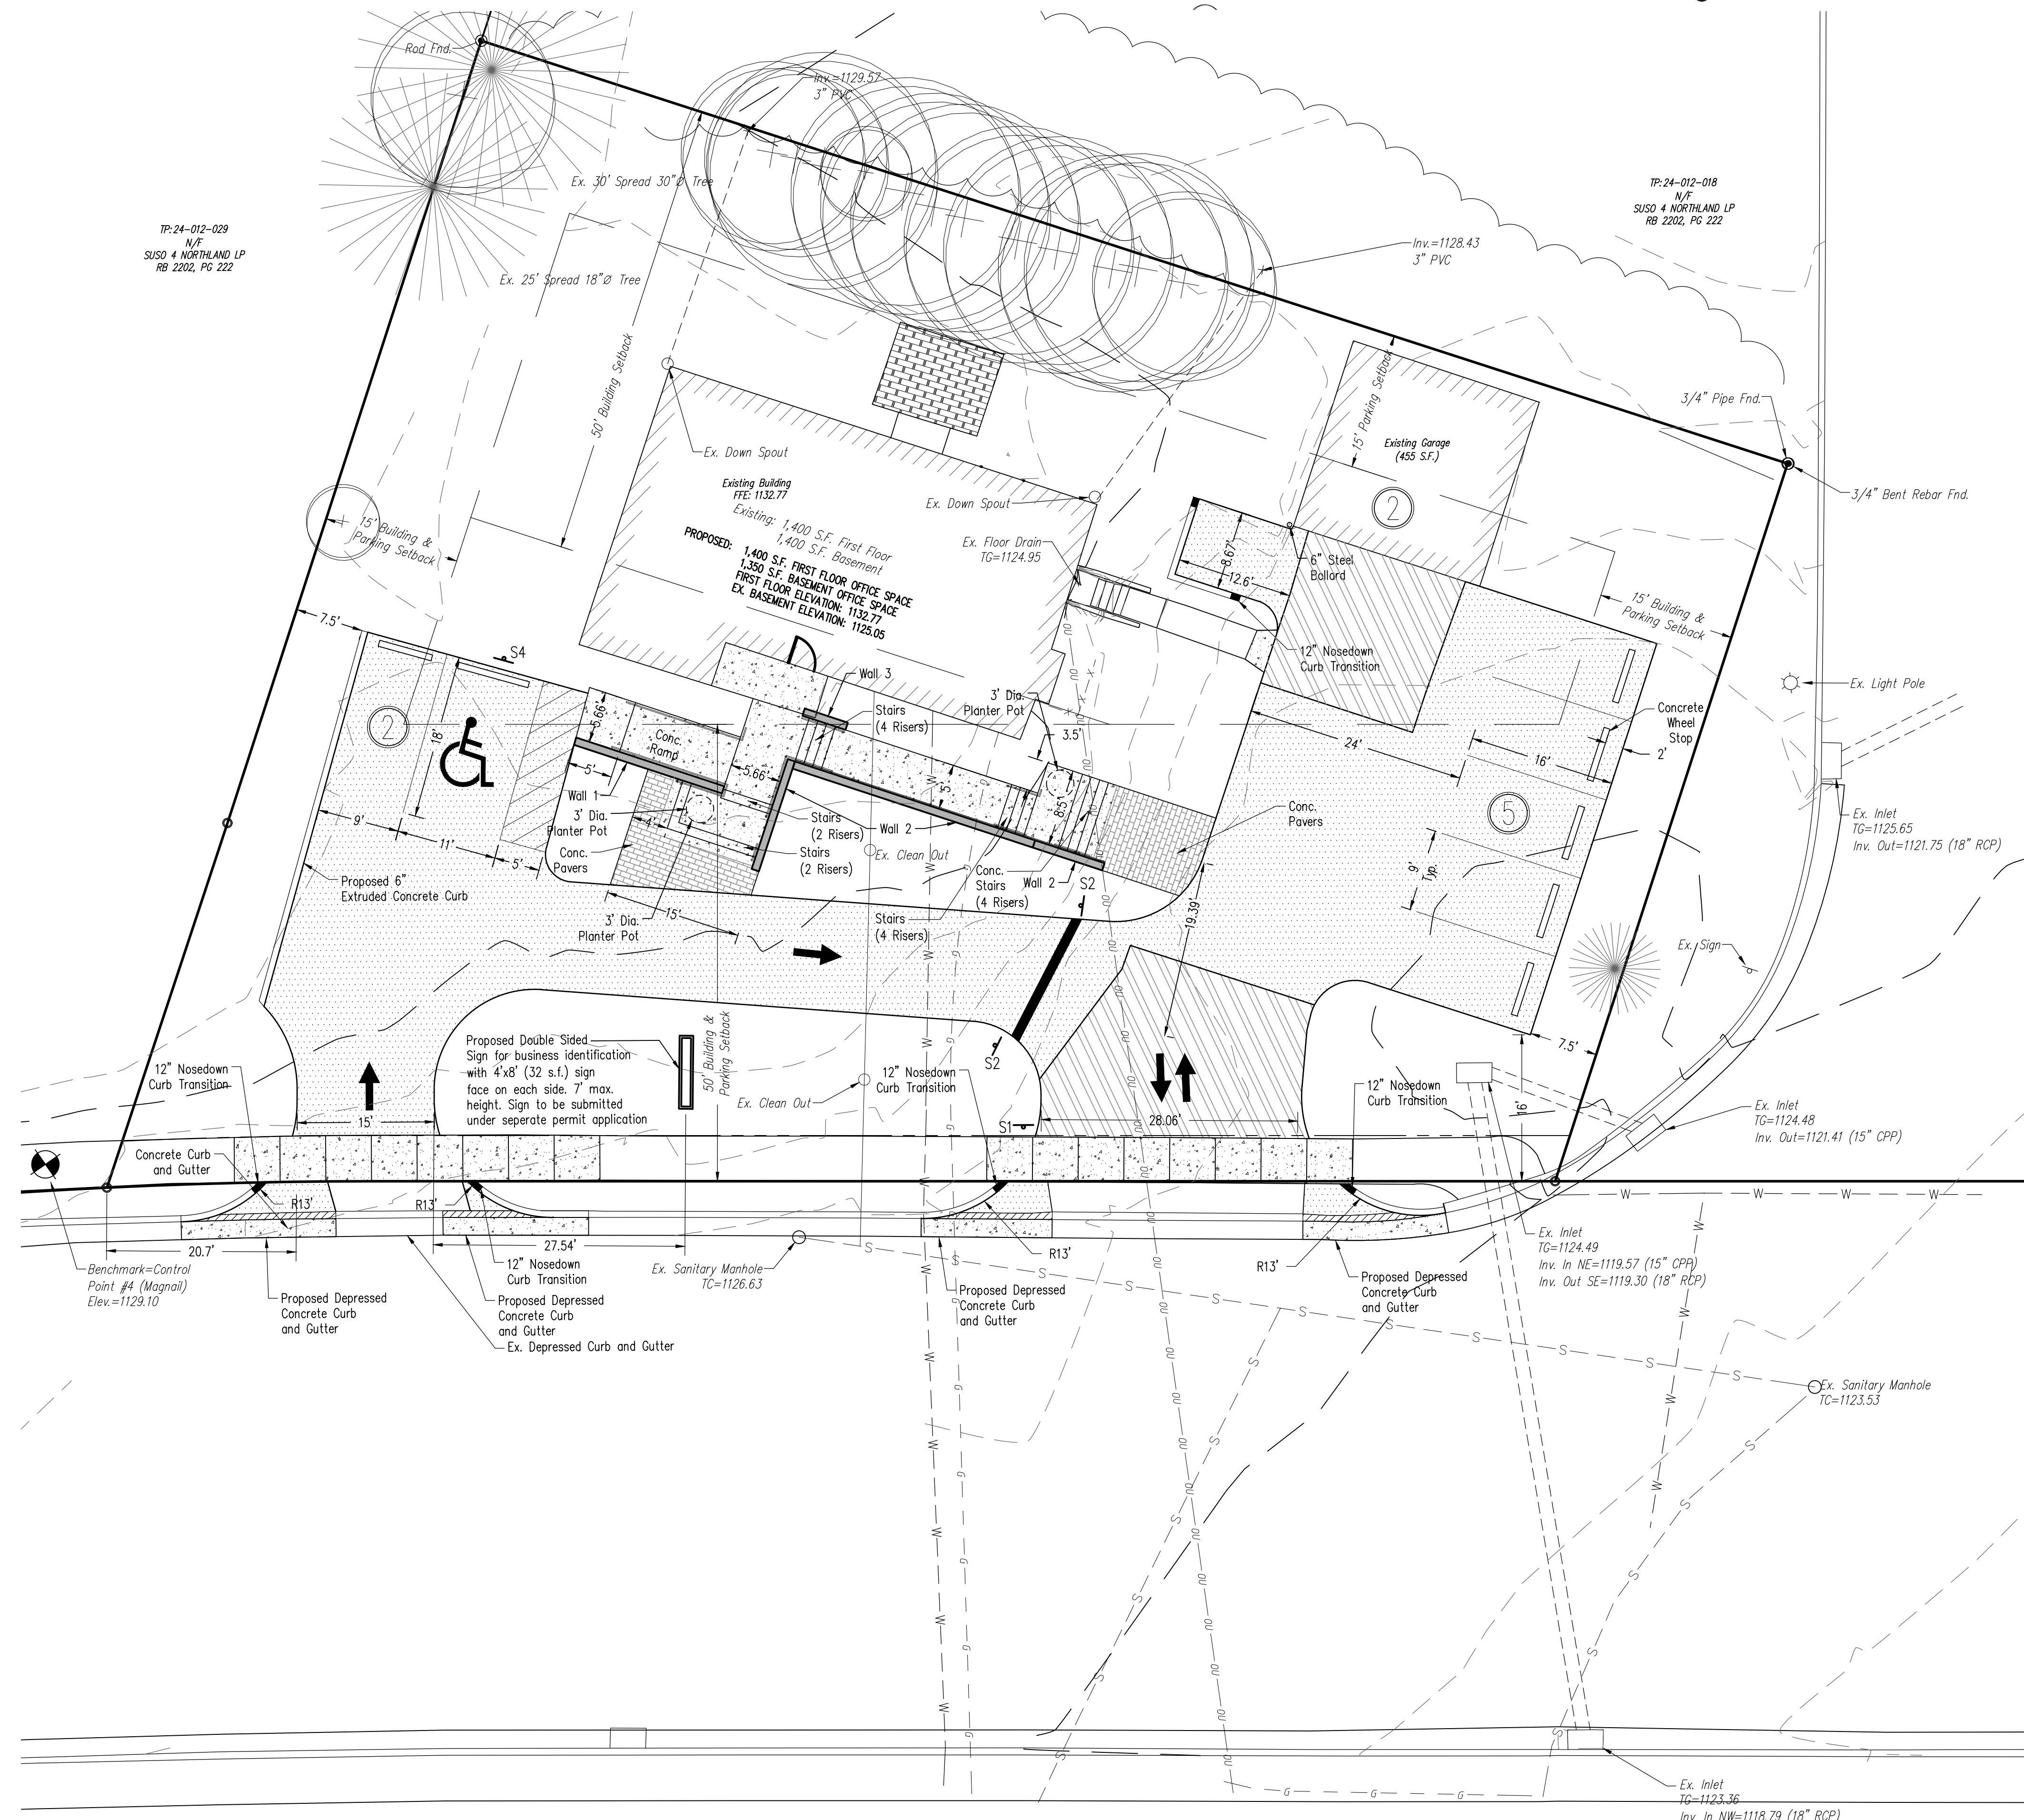 Rod Fnd.
Inv.=1129.57
3" PVC
Ex. 30' Spread 30"Ø Tree
TP:24-012-029
N/F
SUSO 4 NORTHLAND LP
RB 2202, PG 222
TP:24-012-018
N/F
SUSO 4 NORTHLAND LP
RB 2202, PG 222
Inv.=1128.43
3" PVC
Ex. 25' Spread 18"Ø Tree
50' Building Setback
15' Parking Setback
3/4" Pipe Fnd.
3/4" Bent Rebar Fnd.
Existing Garage
(455 S.F.)
2
Ex. Down Spout
Ex. Down Spout
Existing Building
FFE: 1132.77
Existing: 1,400 S.F. First Floor
1,400 S.F. Basement
PROPOSED: 1,400 S.F. FIRST FLOOR OFFICE SPACE
1,350 S.F. BASEMENT OFFICE SPACE
FIRST FLOOR ELEVATION: 1132.77
EX. BASEMENT ELEVATION: 1125.05
Ex. Floor Drain
TG=1124.95
15' Building &
Parking Setback
8.67'
12.6'
6" Steel
Bollard
15' Building &
Parking Setback
12" Nosedown
Curb Transition
7.5'
S4
Wall 3
3' Dia.
Planter Pot
Stairs
(4 Risers)
3.5'
Ex. Light Pole
Concrete
Wheel
Stop
2'
2
18'
5.66'
Conc.
Ramp
5.66'
5'
24'
16'
5'
Wall 1
3' Dia.
Planter Pot
4'
Stairs
(2 Risers)
Wall 2
8.51'
Conc.
Pavers
5
Ex. Inlet
TG=1125.65
Inv. Out=1121.75 (18" RCP)
9'
11'
5'
Conc.
Pavers
Stairs
(2 Risers)
Ex. Clean Out
Conc.
Stairs
(4 Risers)
Wall 2
S2
9'
Typ.
Proposed 6"
Extruded Concrete Curb
15'
3' Dia.
Planter Pot
Stairs
(4 Risers)
19.39'
Ex. Sign
Proposed Double Sided
Sign for business identification
with 4'x8' (32 s.f.) sign
face on each side. 7' max.
height. Sign to be submitted
under seperate permit application
50' Building &
Parking Setback
S2
7.5'
12" Nosedown
Curb Transition
12" Nosedown
Curb Transition
12" Nosedown
Curb Transition
Ex. Clean Out
15'
S1
28.06'
16'
Ex. Inlet
TG=1124.48
Inv. Out=1121.41 (15" CPP)
Concrete Curb
and Gutter
R13'
R13'
R13'
R13'
20.7'
27.54'
Benchmark=Control
Point #4 (Magnail)
Elev.=1129.10
12" Nosedown
Curb Transition
Ex. Sanitary Manhole
TC=1126.63
Ex. Inlet
TG=1124.49
Inv. In NE=1119.57 (15" CPP)
Inv. Out SE=1119.30 (18" RCP)
Proposed Depressed
Concrete Curb
and Gutter
Proposed Depressed
Concrete Curb
and Gutter
Proposed Depressed
Concrete Curb
and Gutter
Proposed Depressed
Concrete Curb
and Gutter
Ex. Depressed Curb and Gutter
Ex. Sanitary Manhole
TC=1123.53
Ex. Inlet
TG=1123.36
Inv. In NW=1118.79 (18" RCP)